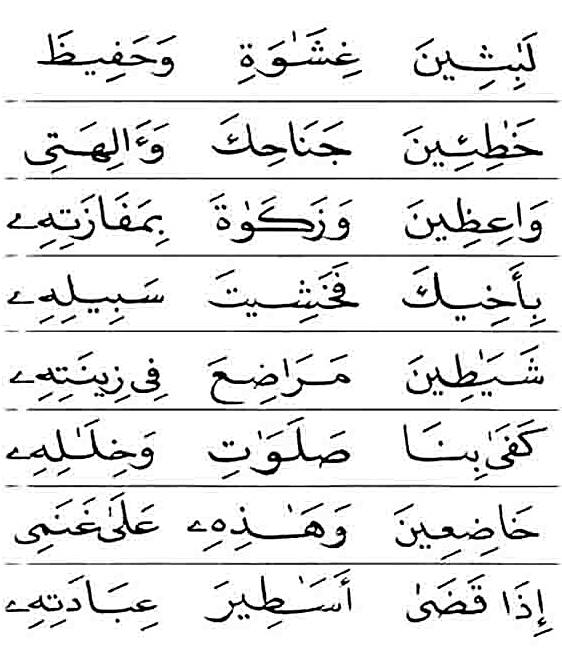 لَٰبِثِينَ غِشَٰوَةِ وَحَفِيظَ
خَٰطِـِٔينَ جَنَاحِكَ وَءَالِهَتِى
وَاعِظِينَ وَزَكَوٰةَ بِمَفَازَتِهِۦ
بِأَخِيكَ فَخَشِيتَ سَبِيلِهِۦ
شَيَٰطِينَ مَرَاضِعَ فِى زِينَتِهِۦ
كَفَىٰ بِنَا صَلَوَٰتِ وَخِلَٰلِهِۦ
خَاضِعِينَ وَهَٰذِهِۦ عَلَىٰ غَنَمِى
إِذَا قَضَىٰ أَسَٰطِيرَ عِبَادَتِهِۦ